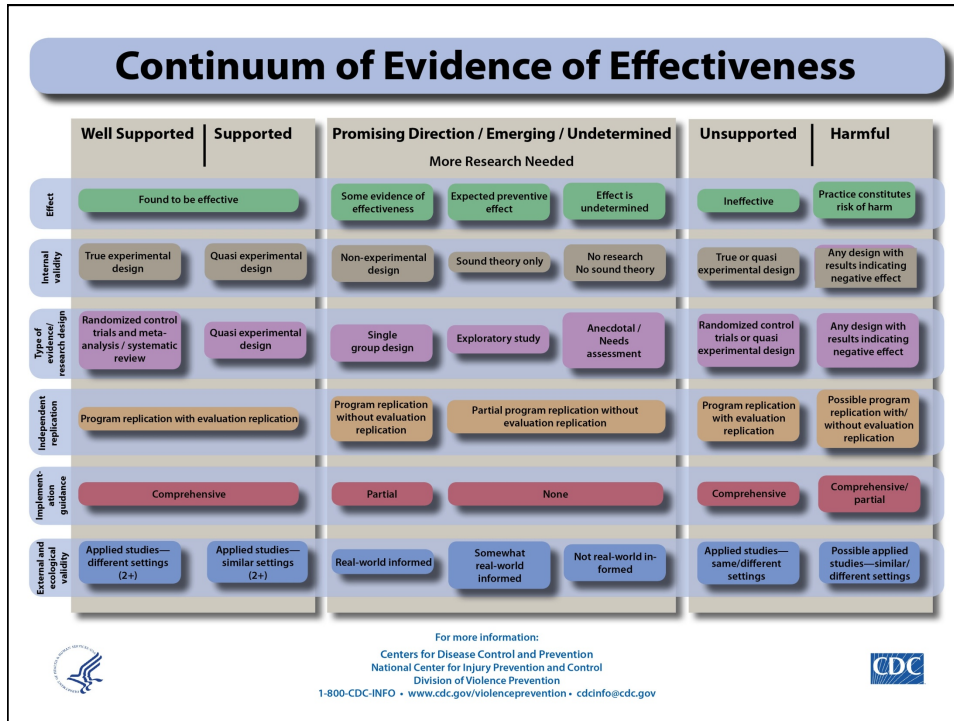 Continuum of Evidence of Effectiveness
Well Supported
Supported
Promising Direction / Emerging / Undetermined
More Research Needed
Unsupported
Harmful
Effect
Found to be effective
Some evidence of
effectiveness
Expected preventive
effect
Effect is
undetermined
Ineffective
Practice constitutes
risk of harm
Internal
validity
True experimental
design
Quasi experimental
design
Non-experimental
design
Sound theory only
No research
No sound theory
True or quasi
experimental design
Any design with
results indicating
negative effect
Type of
evidence/
research design
Randomized control
trials and meta-
analysis / systematic
review
Quasi experimental
design
Single
group design
Exploratory study
Anecdotal /
Needs
assessment
Randomized control
trials or quasi
experimental design
Any design with
results indicating
negative effect
Independent
replication
Program replication with evaluation replication
Program replication
without evaluation
replication
Partial program replication without
evaluation replication
Program replication
with evaluation
replication
Possible program
replication with/
without evaluation
replication
Implement-
ation
guidance
Comprehensive
Partial
None
Comprehensive
Comprehensive/
partial
External and
ecological
validity
Applied studies—
different settings
(2+)
Applied studies—
similar settings
(2+)
Real-world informed
Somewhat
real-world
informed
Not real-world in-
formed
Applied studies—
same/different
settings
Possible applied
studies—similar/
different settings
For more information:
Centers for Disease Control and Prevention
National Center for Injury Prevention and Control
Division of Violence Prevention
1-800-CDC-INFO • www.cdc.gov/violenceprevention • cdcinfo@cdc.gov
CDC